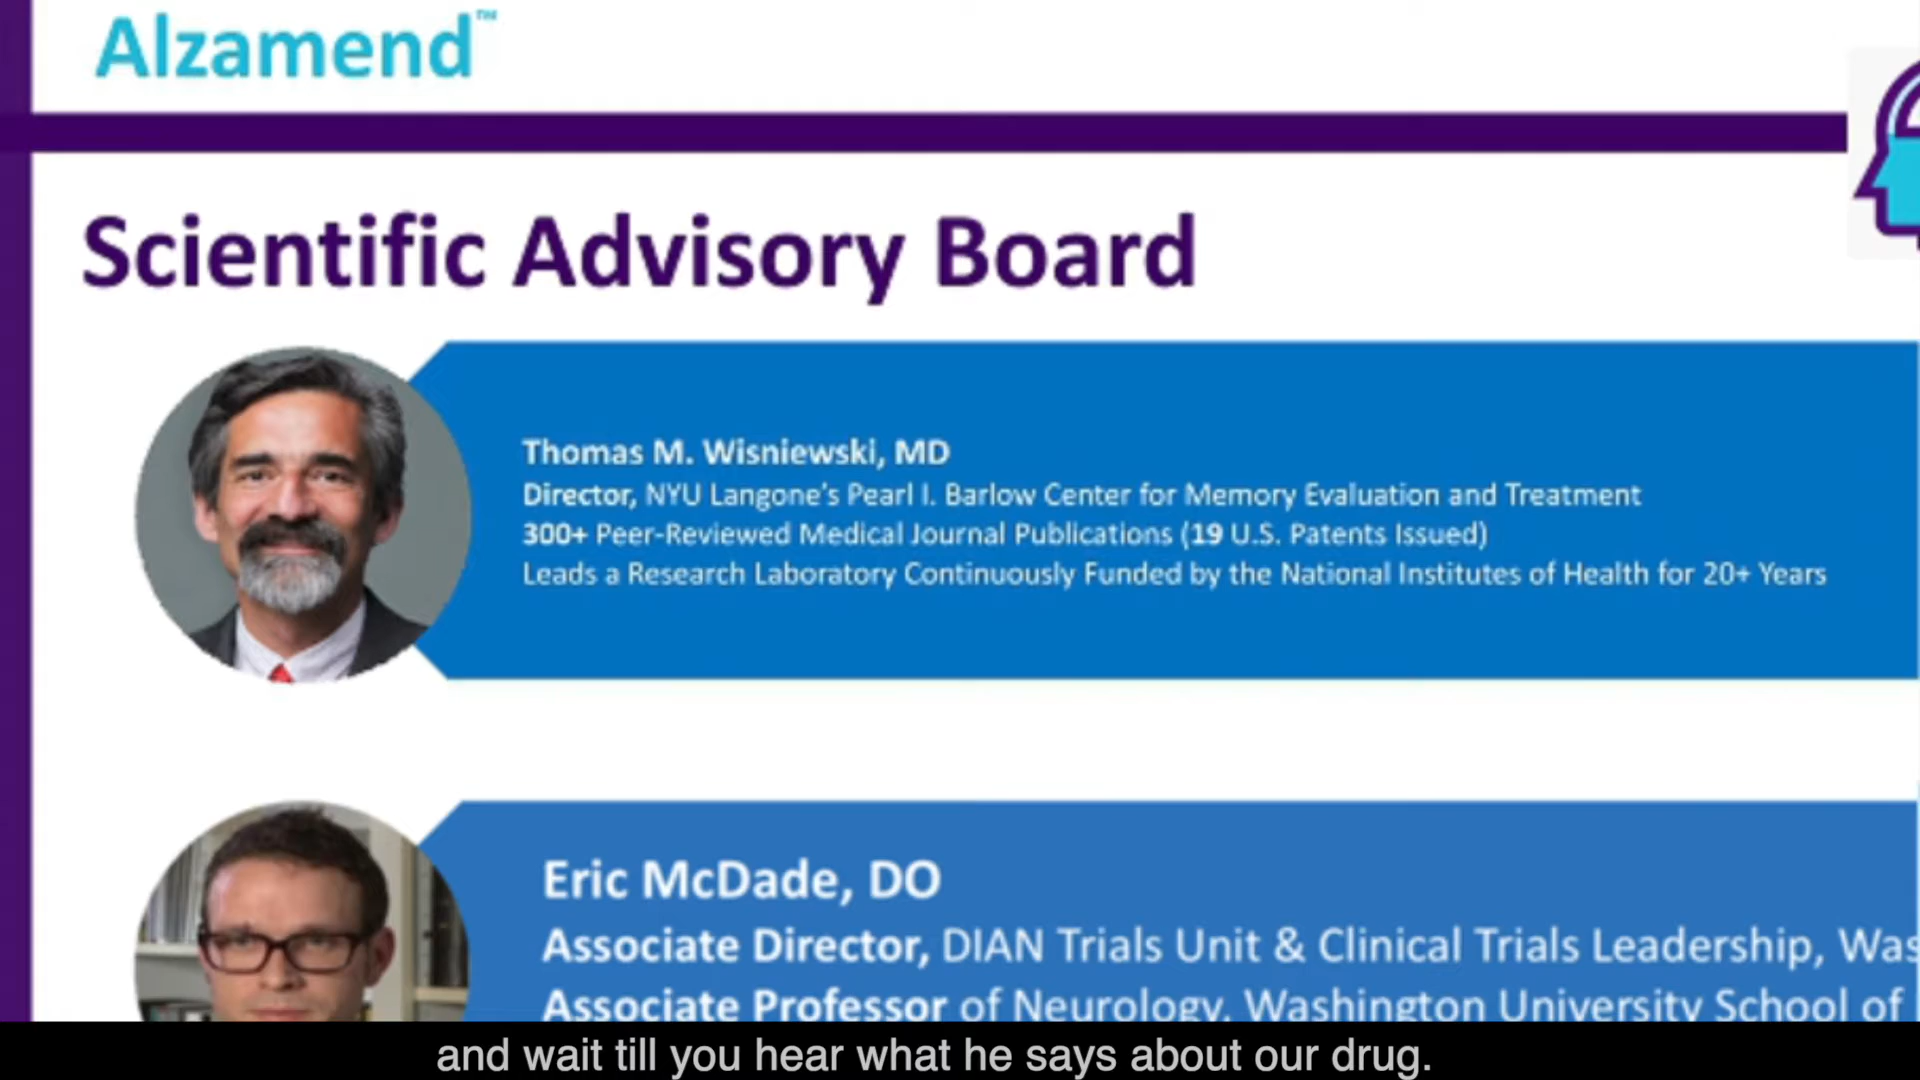 Alzamend™
Scientific Advisory Board
Thomas M. Wisniewski, MD
Director, NYU Langone's Pearl I. Barlow Center for Memory Evaluation and Treatment
300+ Peer-Reviewed Medical Journal Publications (19 U.S. Patents Issued)
Leads a Research Laboratory Continuously Funded by the National Institutes of Health for 20+ Years
Eric McDade, DO
Associate Director, DIAN Trials Unit & Clinical Trials Leadership,
Associate Professor of Neurology, Washington University School of
and wait till you hear what he says about our drug.